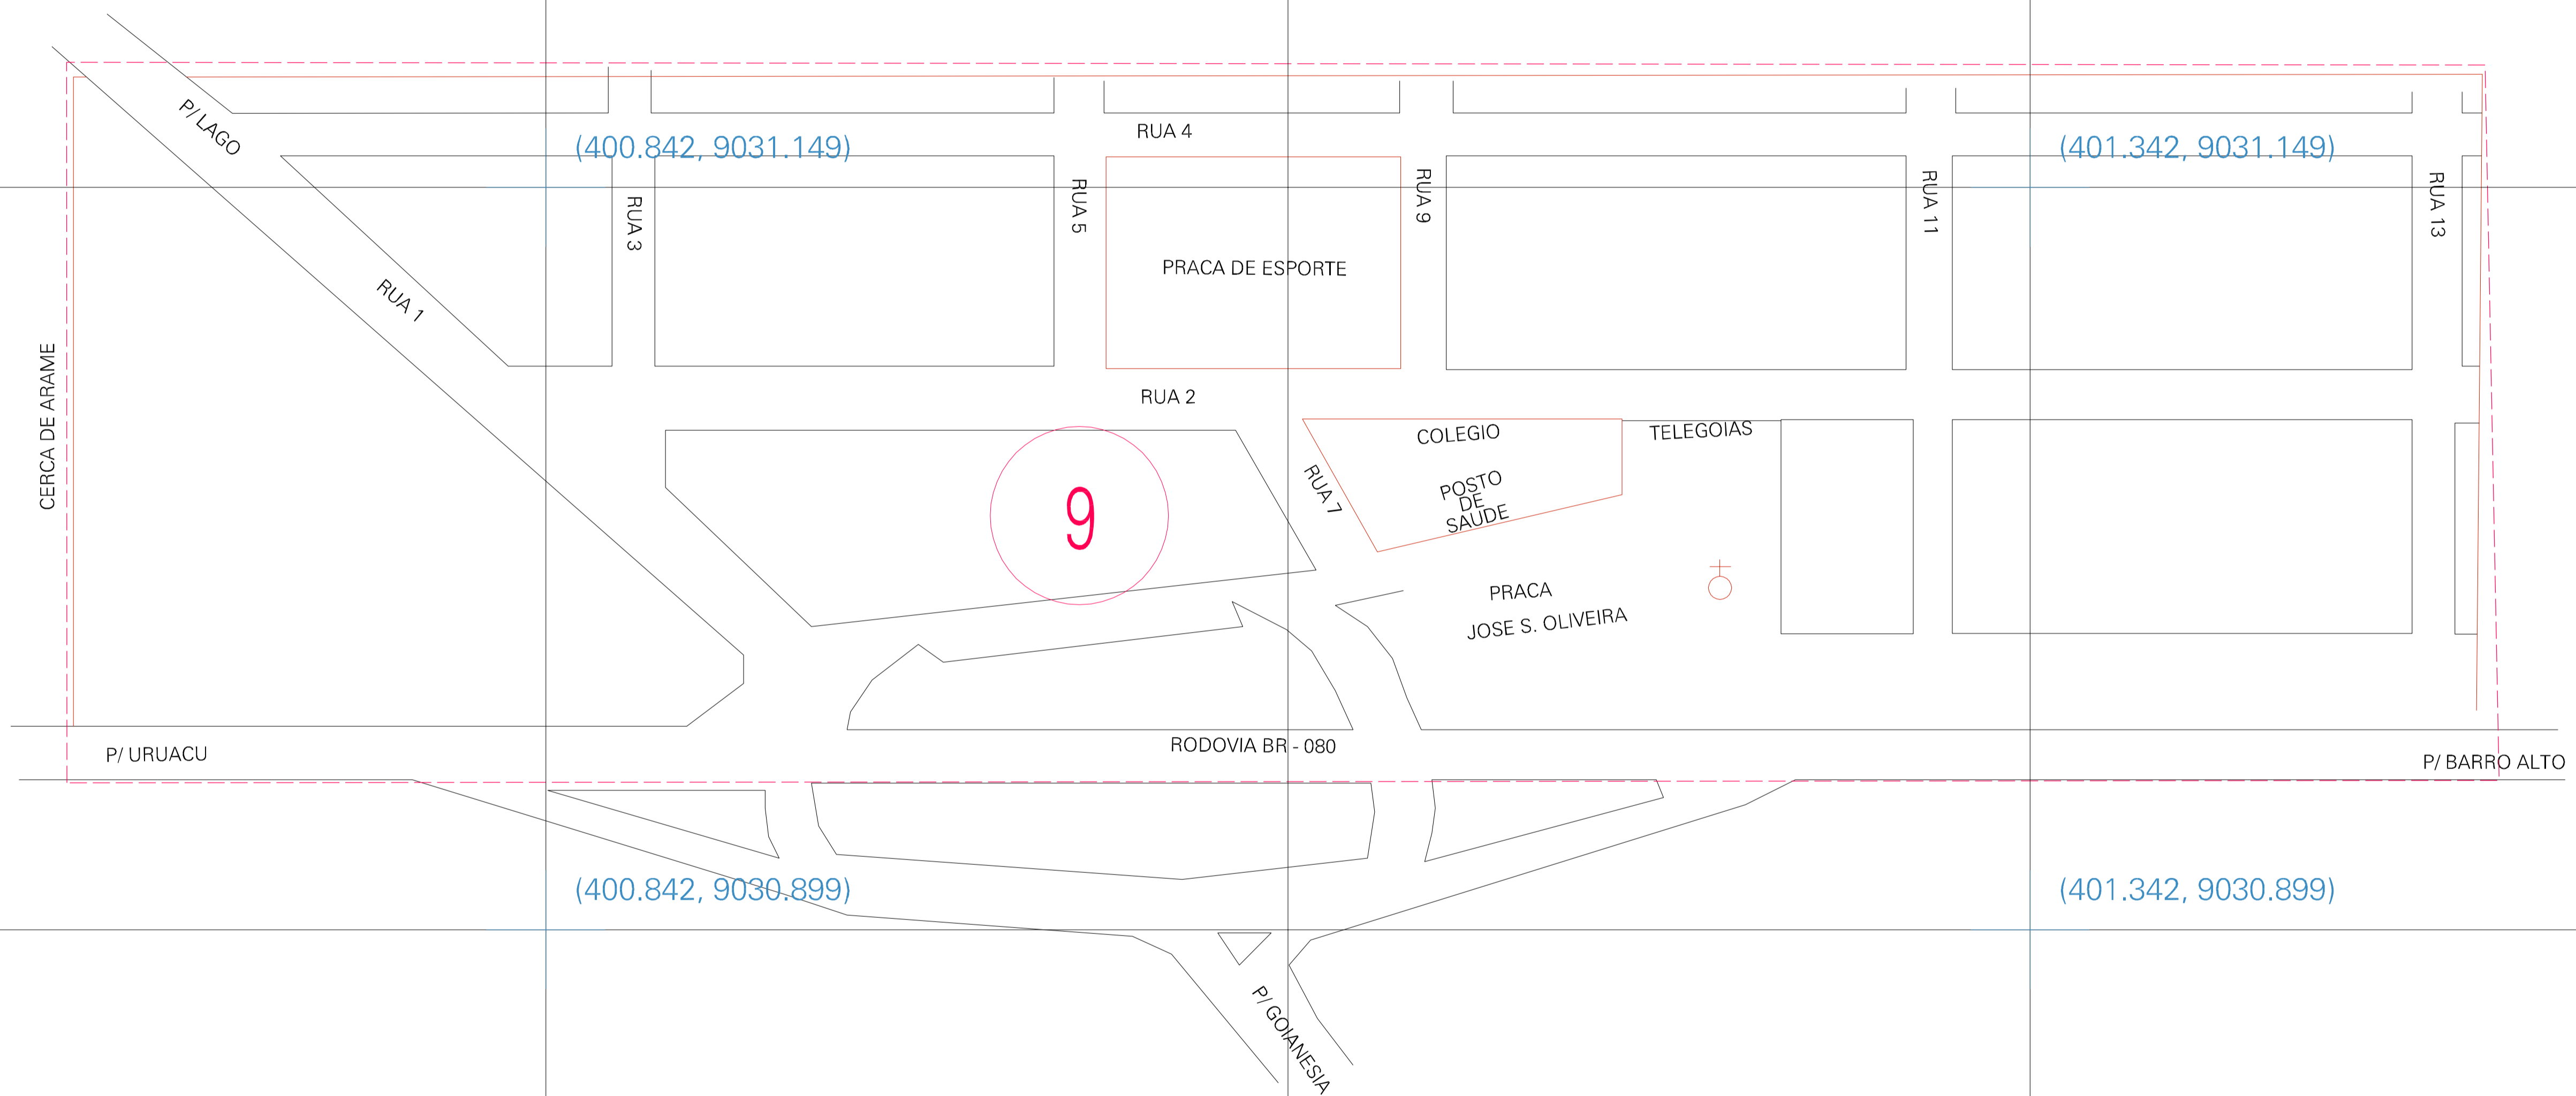 P/ LAGO
RUA 4
(400.842, 9031.149)
(401.342, 9031.149)
RUA 3
RUA 5
RUA 9
RUA 11
RUA 13
PRACA DE ESPORTE
RUA 1
CERCA DE ARAME
RUA 2
COLEGIO
TELEGOIAS
RUA 7
POSTO
DE
SAUDE
9
PRACA
JOSE S. OLIVEIRA
P/ URUACU
RODOVIA BR - 080
P/ BARRO ALTO
(400.842, 9030.899)
(401.342, 9030.899)
P/ GOIANESIA